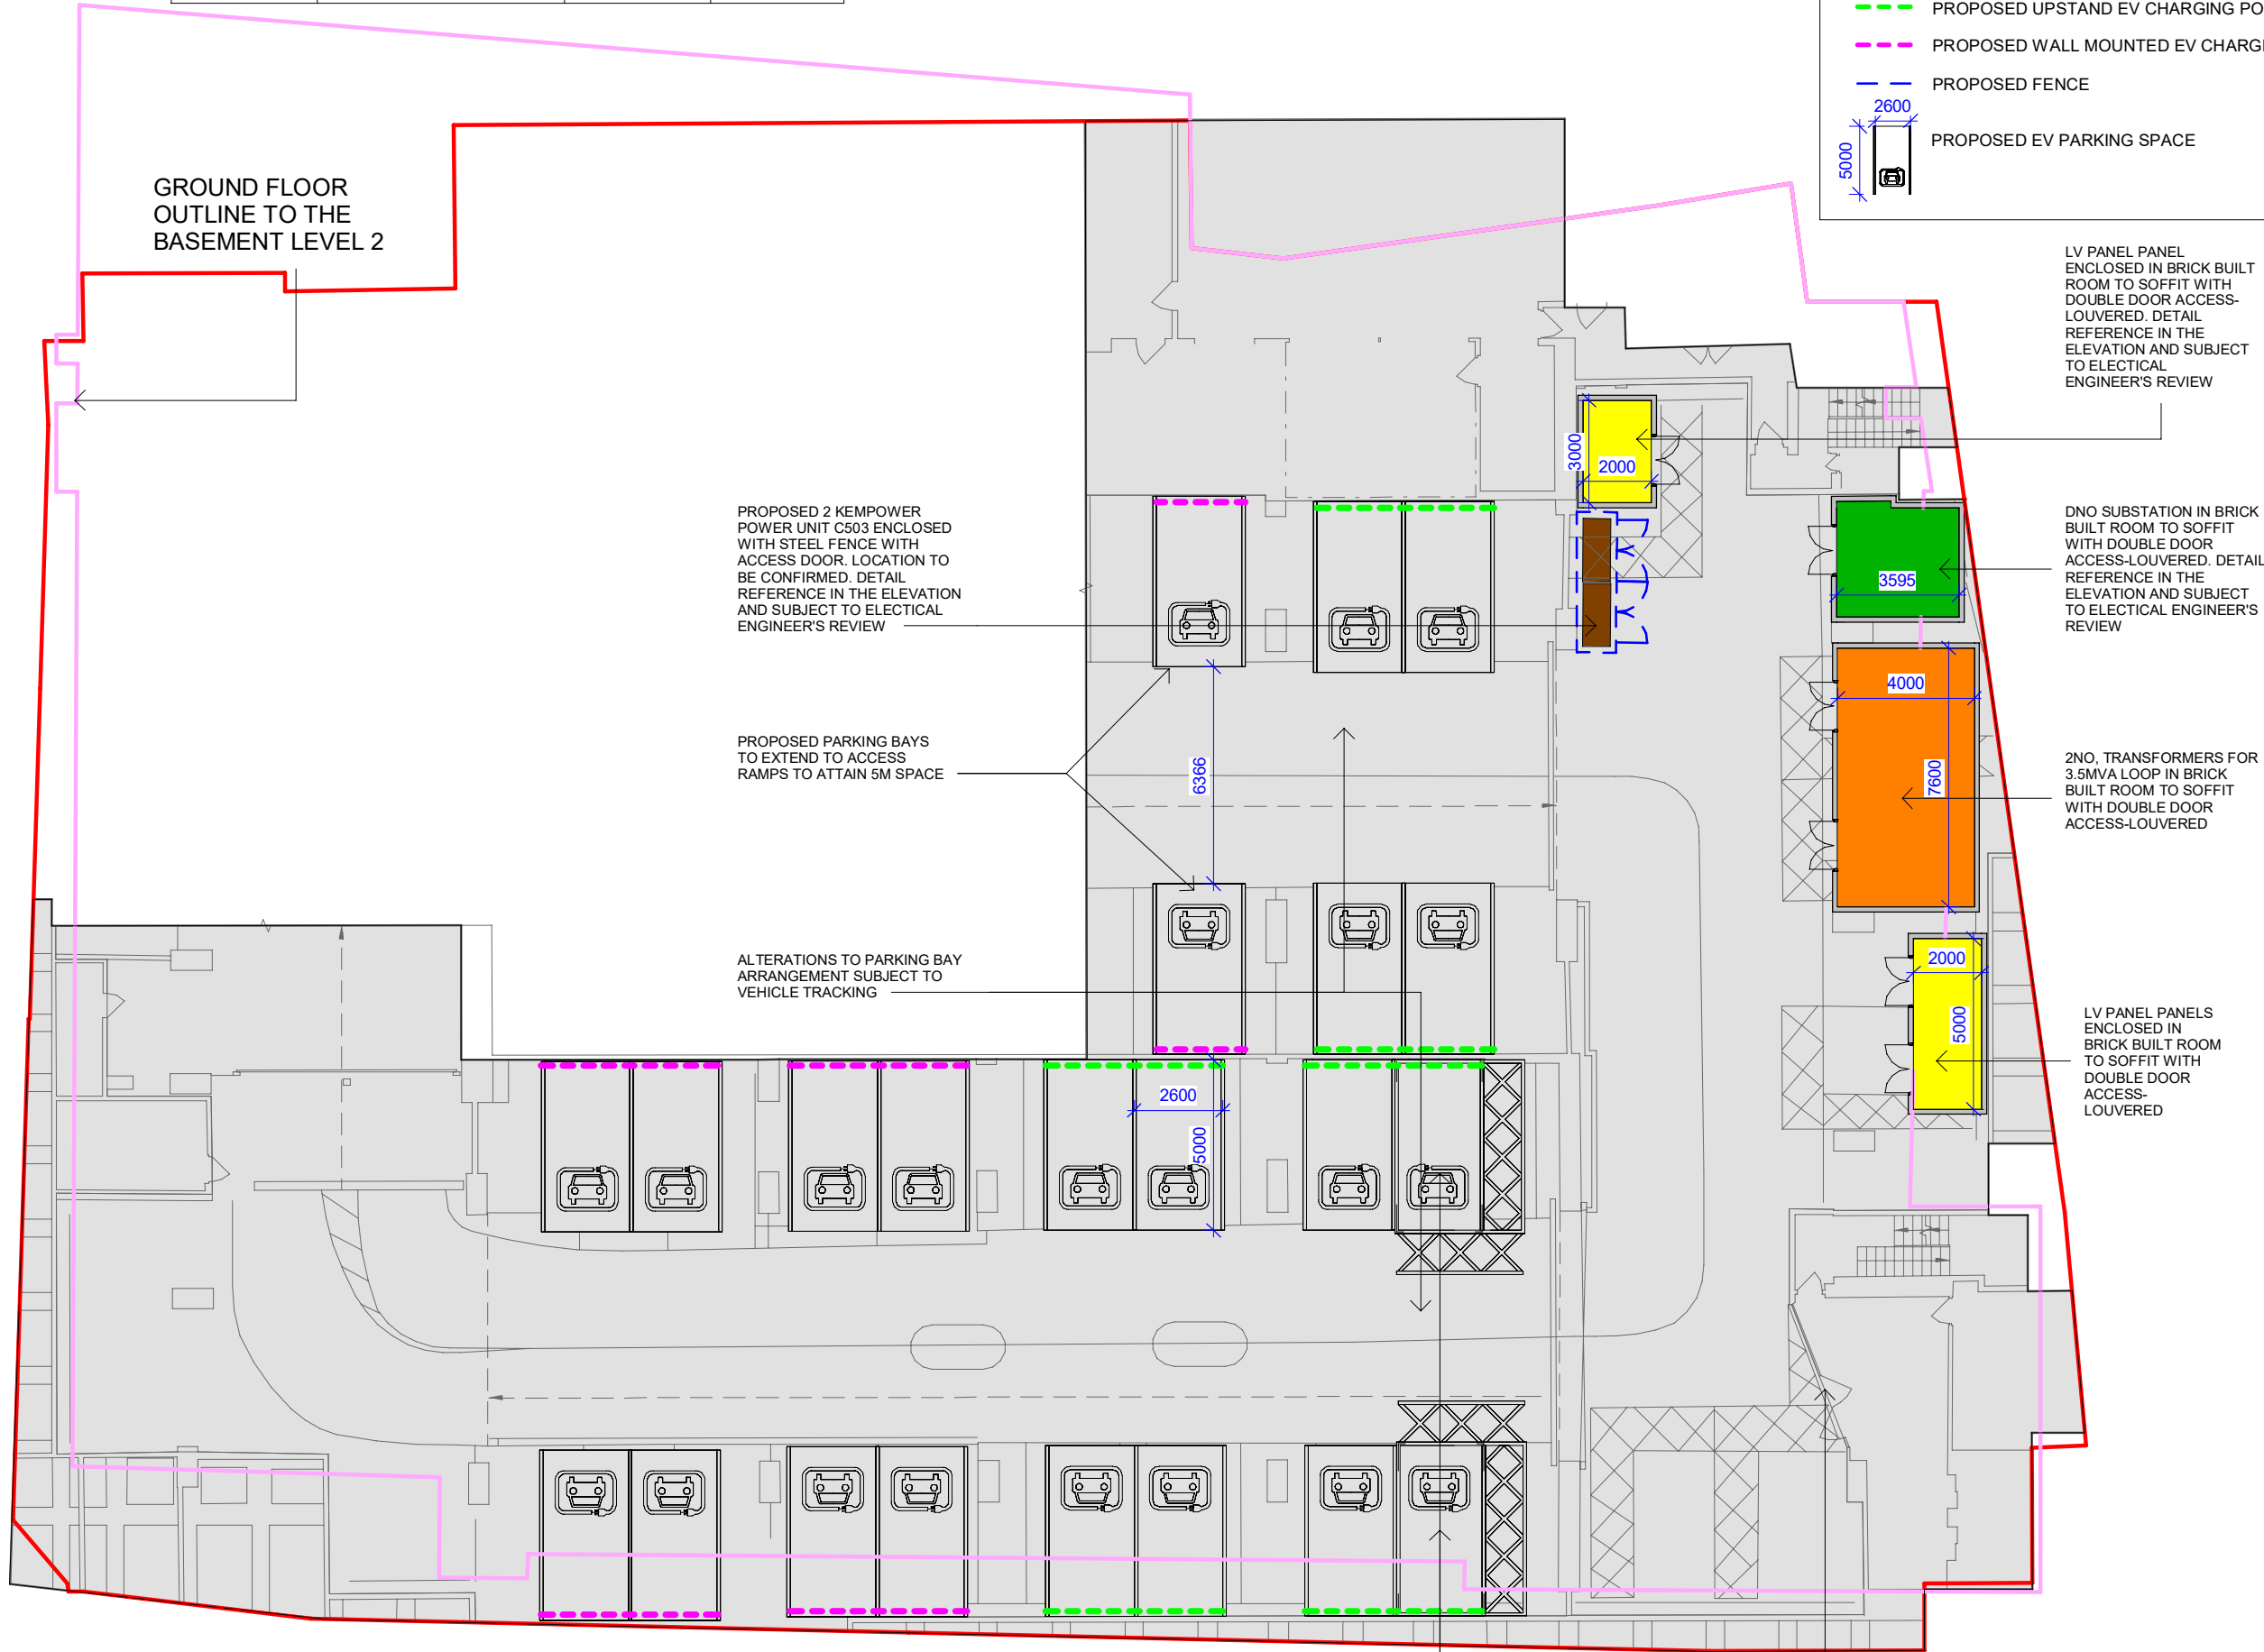 PROPOSED UPSTAND EV CHARGING PO
PROPOSED WALL MOUNTED EV CHARG
PROPOSED FENCE
2600
5000
PROPOSED EV PARKING SPACE
GROUND FLOOR
OUTLINE TO THE
BASEMENT LEVEL 2
LV PANEL PANEL
ENCLOSED IN BRICK BUILT
ROOM TO SOFFIT WITH
DOUBLE DOOR ACCESS-
LOUVERED. DETAIL
REFERENCE IN THE
ELEVATION AND SUBJECT
TO ELECTICAL
ENGINEER'S REVIEW
3000
2000
PROPOSED 2 KEMPOWER
POWER UNIT C503 ENCLOSED
WITH STEEL FENCE WITH
ACCESS DOOR. LOCATION TO
BE CONFIRMED. DETAIL
REFERENCE IN THE ELEVATION
AND SUBJECT TO ELECTICAL
ENGINEER'S REVIEW
DNO SUBSTATION IN BRICK
BUILT ROOM TO SOFFIT
WITH DOUBLE DOOR
ACCESS-LOUVERED. DETAIL
REFERENCE IN THE
ELEVATION AND SUBJECT
TO ELECTICAL ENGINEER'S
REVIEW
3595
4000
7600
PROPOSED PARKING BAYS
TO EXTEND TO ACCESS
RAMPS TO ATTAIN 5M SPACE
6366
2NO, TRANSFORMERS FOR
3.5MVA LOOP IN BRICK
BUILT ROOM TO SOFFIT
WITH DOUBLE DOOR
ACCESS-LOUVERED
ALTERATIONS TO PARKING BAY
ARRANGEMENT SUBJECT TO
VEHICLE TRACKING
2000
5000
LV PANEL PANELS
ENCLOSED IN
BRICK BUILT ROOM
TO SOFFIT WITH
DOUBLE DOOR
ACCESS-
LOUVERED
2600
5000